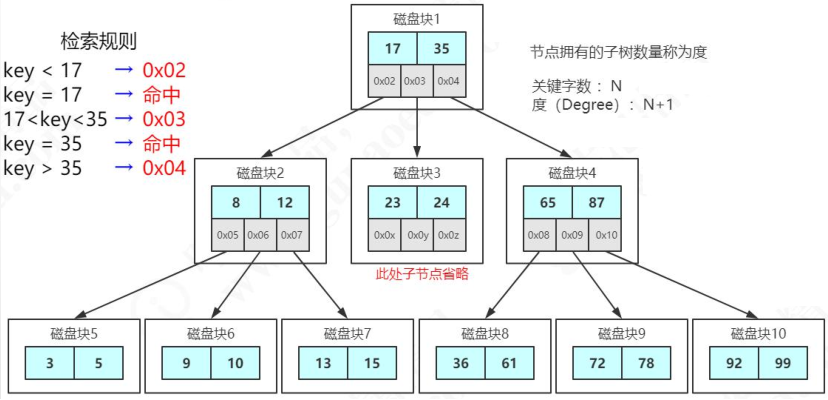 检索规则
key < 17 → 0x02
key = 17 → 命中
17<key<35 → 0x03
key = 35 → 命中
key > 35 → 0x04
磁盘块1
17 35
0x02 0x03 0x04
节点拥有的子树数量称为度
关键字数：N
度（Degree）：N+1
磁盘块2
8 12
0x05 0x06 0x07
磁盘块3
23 24
0x0x 0x0y 0x0z
此处子节点省略
磁盘块4
65 87
0x08 0x09 0x10
磁盘块5
3 5
磁盘块6
9 10
磁盘块7
13 15
磁盘块8
36 61
磁盘块9
72 78
磁盘块10
92 99